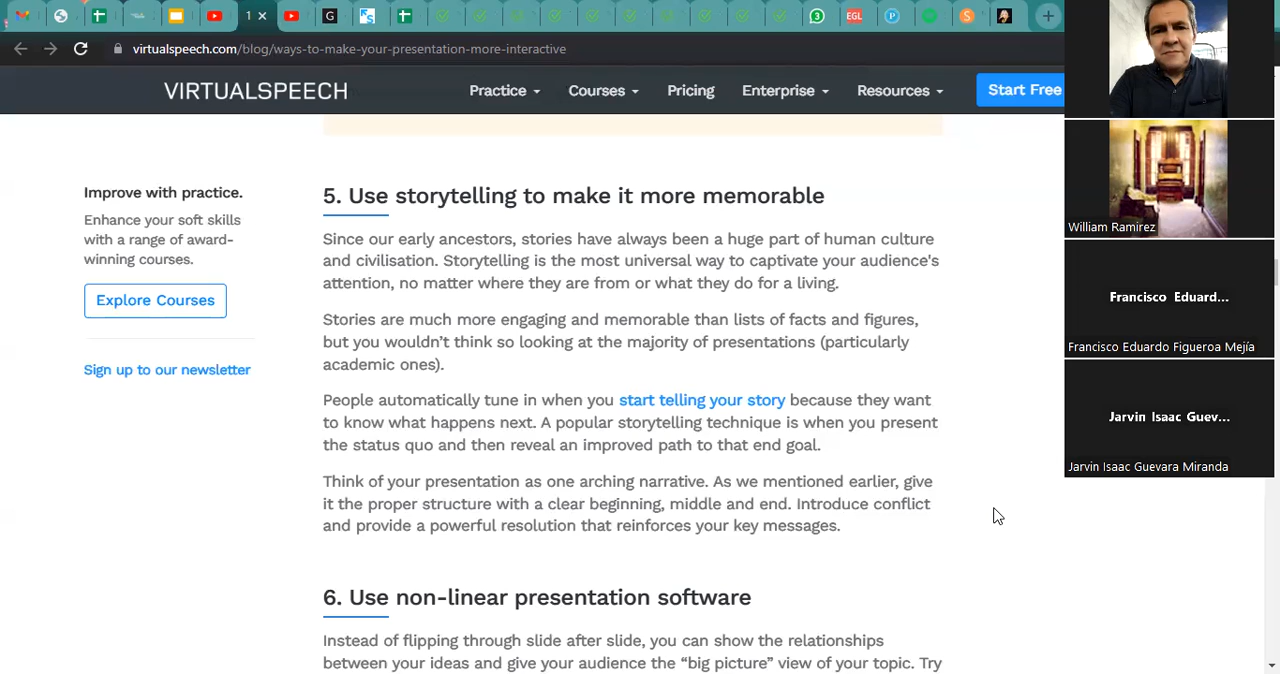 1
3
EGL
P
S
G
virtualspeech.com/blog/ways-to-make-your-presentation-more-interactive
VIRTUALSPEECH
Practice
Courses
Pricing
Enterprise
Resources
Start Free
Improve with practice.
Enhance your soft skills
with a range of award-
winning courses.
Explore Courses
Sign up to our newsletter
5. Use storytelling to make it more memorable
Since our early ancestors, stories have always been a huge part of human culture
and civilisation. Storytelling is the most universal way to captivate your audience's
attention, no matter where they are from or what they do for a living.
Stories are much more engaging and memorable than lists of facts and figures,
but you wouldn't think so looking at the majority of presentations (particularly
academic ones).
People automatically tune in when you start telling your story because they want
to know what happens next. A popular storytelling technique is when you present
the status quo and then reveal an improved path to that end goal.
Think of your presentation as one arching narrative. As we mentioned earlier, give
it the proper structure with a clear beginning, middle and end. Introduce conflict
and provide a powerful resolution that reinforces your key messages.
6. Use non-linear presentation software
Instead of flipping through slide after slide, you can show the relationships
between your ideas and give your audience the “big picture” view of your topic. Try
William Ramirez
Francisco Eduard...
Francisco Eduardo Figueroa Mejía
Jarvin Isaac Guev...
Jarvin Isaac Guevara Miranda